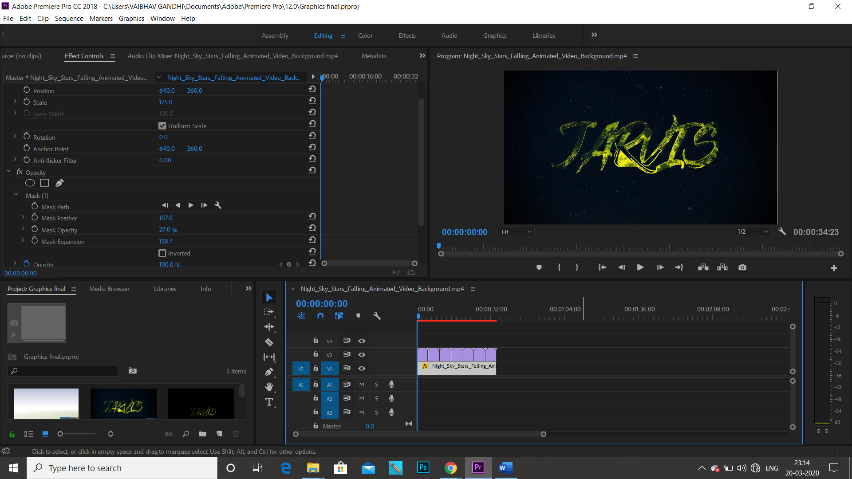 Adobe Premiere Pro CC 2018 - C:\Users\VAIBHAV GANDHI\Documents\Adobe\Premiere Pro\12.0\Graphics final.prproj
File Edit Clip Sequence Markers Graphics Window Help
Assembly Editing Color Effects Audio Graphics Libraries
urce: (no clips) Effect Controls Audio Clip Mixer: Night_Sky_Stars_Falling_Animated_Video_Background.mp4 Metadata
Program: Night_Sky_Stars_Falling_Animated_Video_Background.mp4
Master * Night_Sky_Stars_Falling_Animated_Video... Night_Sky_Stars_Falling_Animated_Video_Back... :00:00 00:00:16:00 00:00:32
Position 640.0 360.0
Scale 175.0
Scale Width 100.0
Uniform Scale
Rotation 0.0
Anchor Point 640.0 360.0
Anti-flicker Filter 0.00
fx Opacity
Mask (1)
Mask Path
Mask Feather 107.0
Mask Opacity 27.0 %
Mask Expansion 158.4
Inverted
Opacity 100.0 %
00:00:00:00
00:00:00:00 Fit 1/2 00:00:34:23
Project: Graphics final Media Browser Libraries Info
Graphics final.prproj
5 Items
Night_Sky_Stars_Falling_Animated_Video_Background.mp4
00:00:00:00
:00:00 00:00:32:00 00:01:04:00 00:01:36:00 00:02:08:00 00:02:
V3
V2
V1 V1 fx Night_Sky_Stars_Falling_Ani
A1 A1 M S
A2 M S
A3 M S
Master 0.0
0
S S
Click to select, or click in empty space and drag to marquee select. Use Shift, Alt, and Ctrl for other options.
Type here to search
Ps Pr W
ENG
23:14
20-03-2020